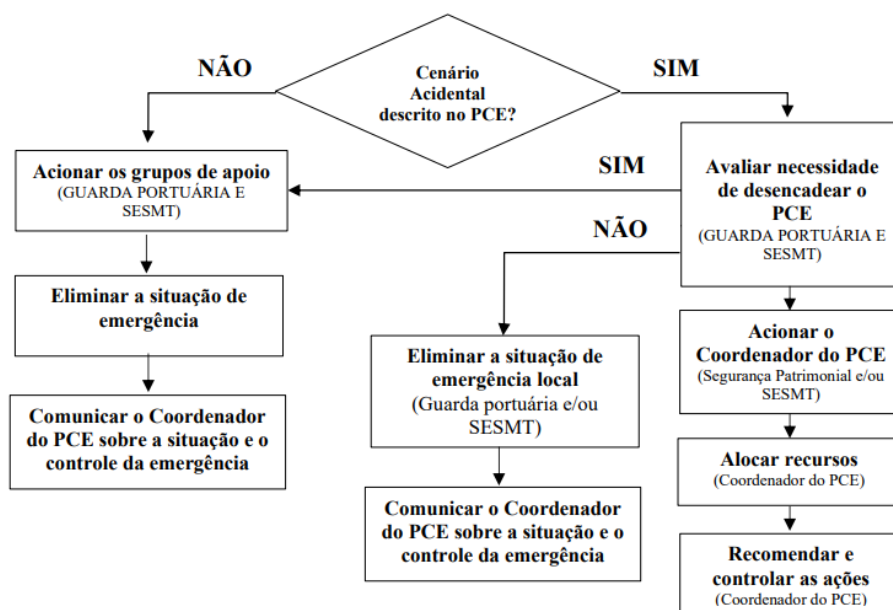 NÃO
Cenário
Acidental
descrito no PCE?
SIM
Acionar os grupos de apoio
(GUARDA PORTUÁRIA E
SESMT)
SIM
Avaliar necessidade
de desencadear o
PCE
(GUARDA PORTUÁRIA E
SESMT)
NÃO
Eliminar a situação de
emergência
Eliminar a situação de
emergência local
(Guarda portuária e/ou
SESMT)
Acionar o
Coordenador do PCE
(Segurança Patrimonial e/ou
SESMT)
Comunicar o Coordenador
do PCE sobre a situação e o
controle da emergência
Alocar recursos
(Coordenador do PCE)
Comunicar o Coordenador
do PCE sobre a situação e o
controle da emergência
Recomendar e
controlar as ações
(Coordenador do PCE)